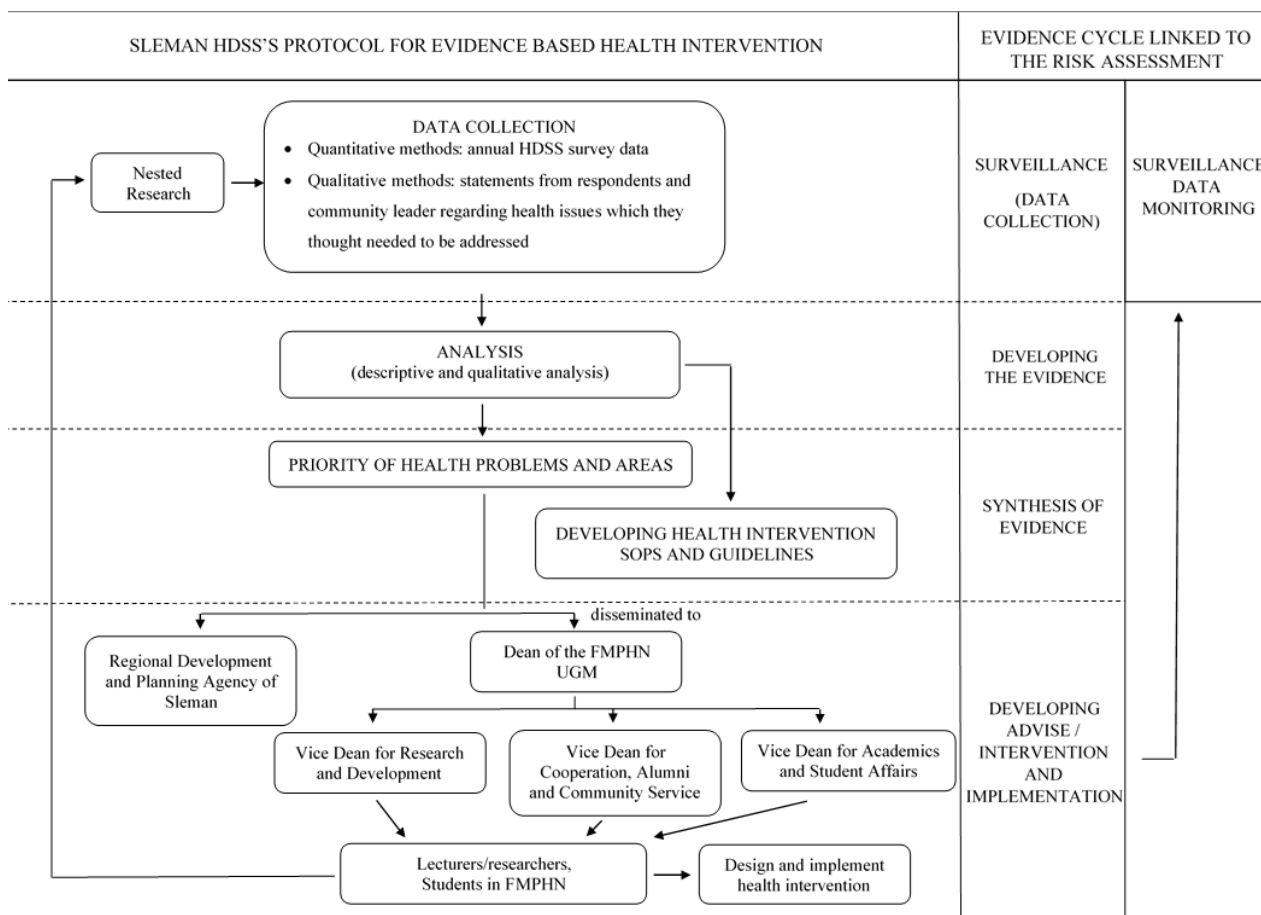 SLEMAN HDSS'S PROTOCOL FOR EVIDENCE BASED HEALTH INTERVENTION
EVIDENCE CYCLE LINKED TO
THE RISK ASSESSMENT
Nested
Research
DATA COLLECTION
• Quantitative methods: annual HDSS survey data
• Qualitative methods: statements from respondents and
community leader regarding health issues which they
thought needed to be addressed
SURVEILLANCE
(DATA
COLLECTION)
SURVEILLANCE
DATA
MONITORING
ANALYSIS
(descriptive and qualitative analysis)
DEVELOPING
THE EVIDENCE
PRIORITY OF HEALTH PROBLEMS AND AREAS
DEVELOPING HEALTH INTERVENTION
SOPS AND GUIDELINES
SYNTHESIS OF
EVIDENCE
disseminated to
Regional Development
and Planning Agency of
Sleman
Dean of the FMPHN
UGM
Vice Dean for Research
and Development
Vice Dean for
Cooperation, Alumni
and Community Service
Vice Dean for Academics
and Student Affairs
DEVELOPING
ADVISE /
INTERVENTION
AND
IMPLEMENTATION
Lecturers/researchers,
Students in FMPHN
Design and implement
health intervention